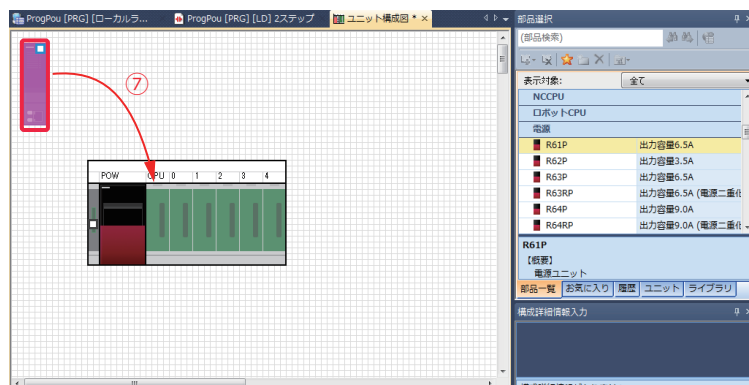 ProgPou [PRG] [ローカルラ...
ProgPou [PRG] [LD] 2ステップ
ユニット構成図 *
部品選択
(部品検索)
表示対象:
全て
NCCPU
ロボットCPU
電源
R61P 出力容量6.5A
R62P 出力容量3.5A
R63P 出力容量6.5A
R63RP 出力容量6.5A (電源二重化
R64P 出力容量9.0A
R64RP 出力容量9.0A (電源二重化
R61P
【概要】
電源ユニット
部品一覧 お気に入り 履歴 ユニット ライブラリ
構成詳細情報入力
⑦
POW CPU 0 1 2 3 4